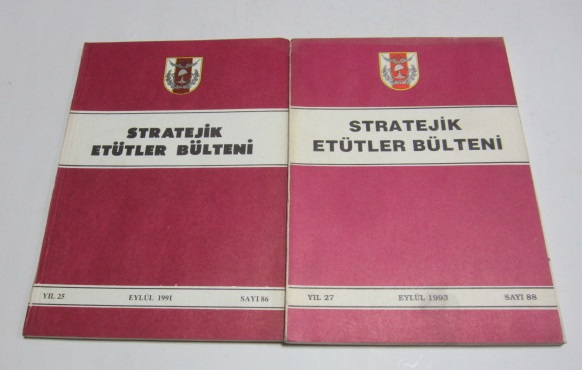 STRATEJİK
ETÜTLER BÜLTENİ
YIL 25 EYLÜL 1991 SAYI 86
STRATEJİK
ETÜTLER BÜLTENİ
YIL 27 EYLÜL 1993 SAYI 88